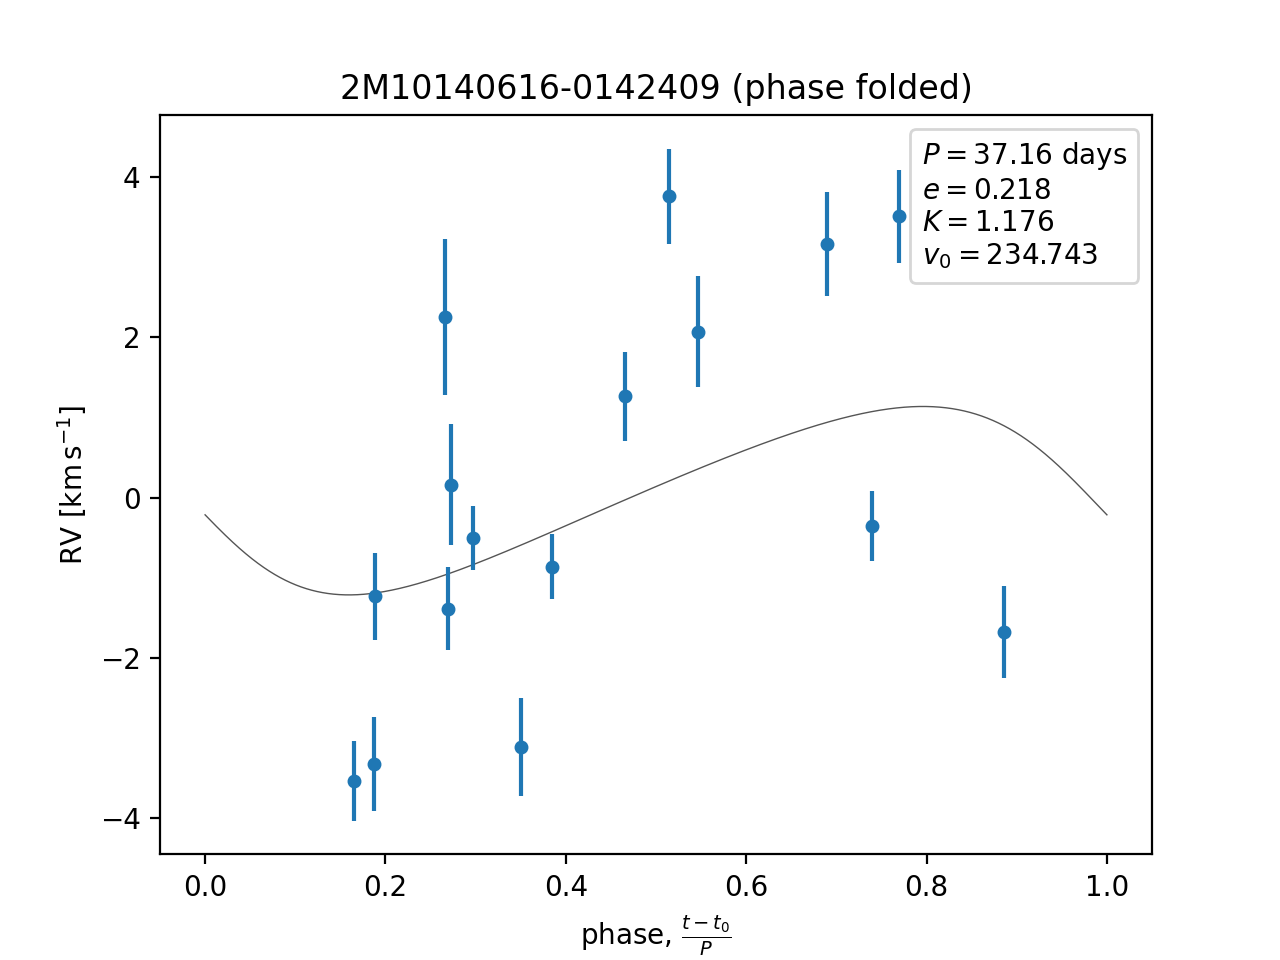 2M10140616-0142409 (phase folded)
P = 37.16 days
e = 0.218
K = 1.176
v₀ = 234.743
RV [km s⁻¹]
4
2
0
−2
−4
0.0 0.2 0.4 0.6 0.8 1.0
phase, (t − t₀)/P